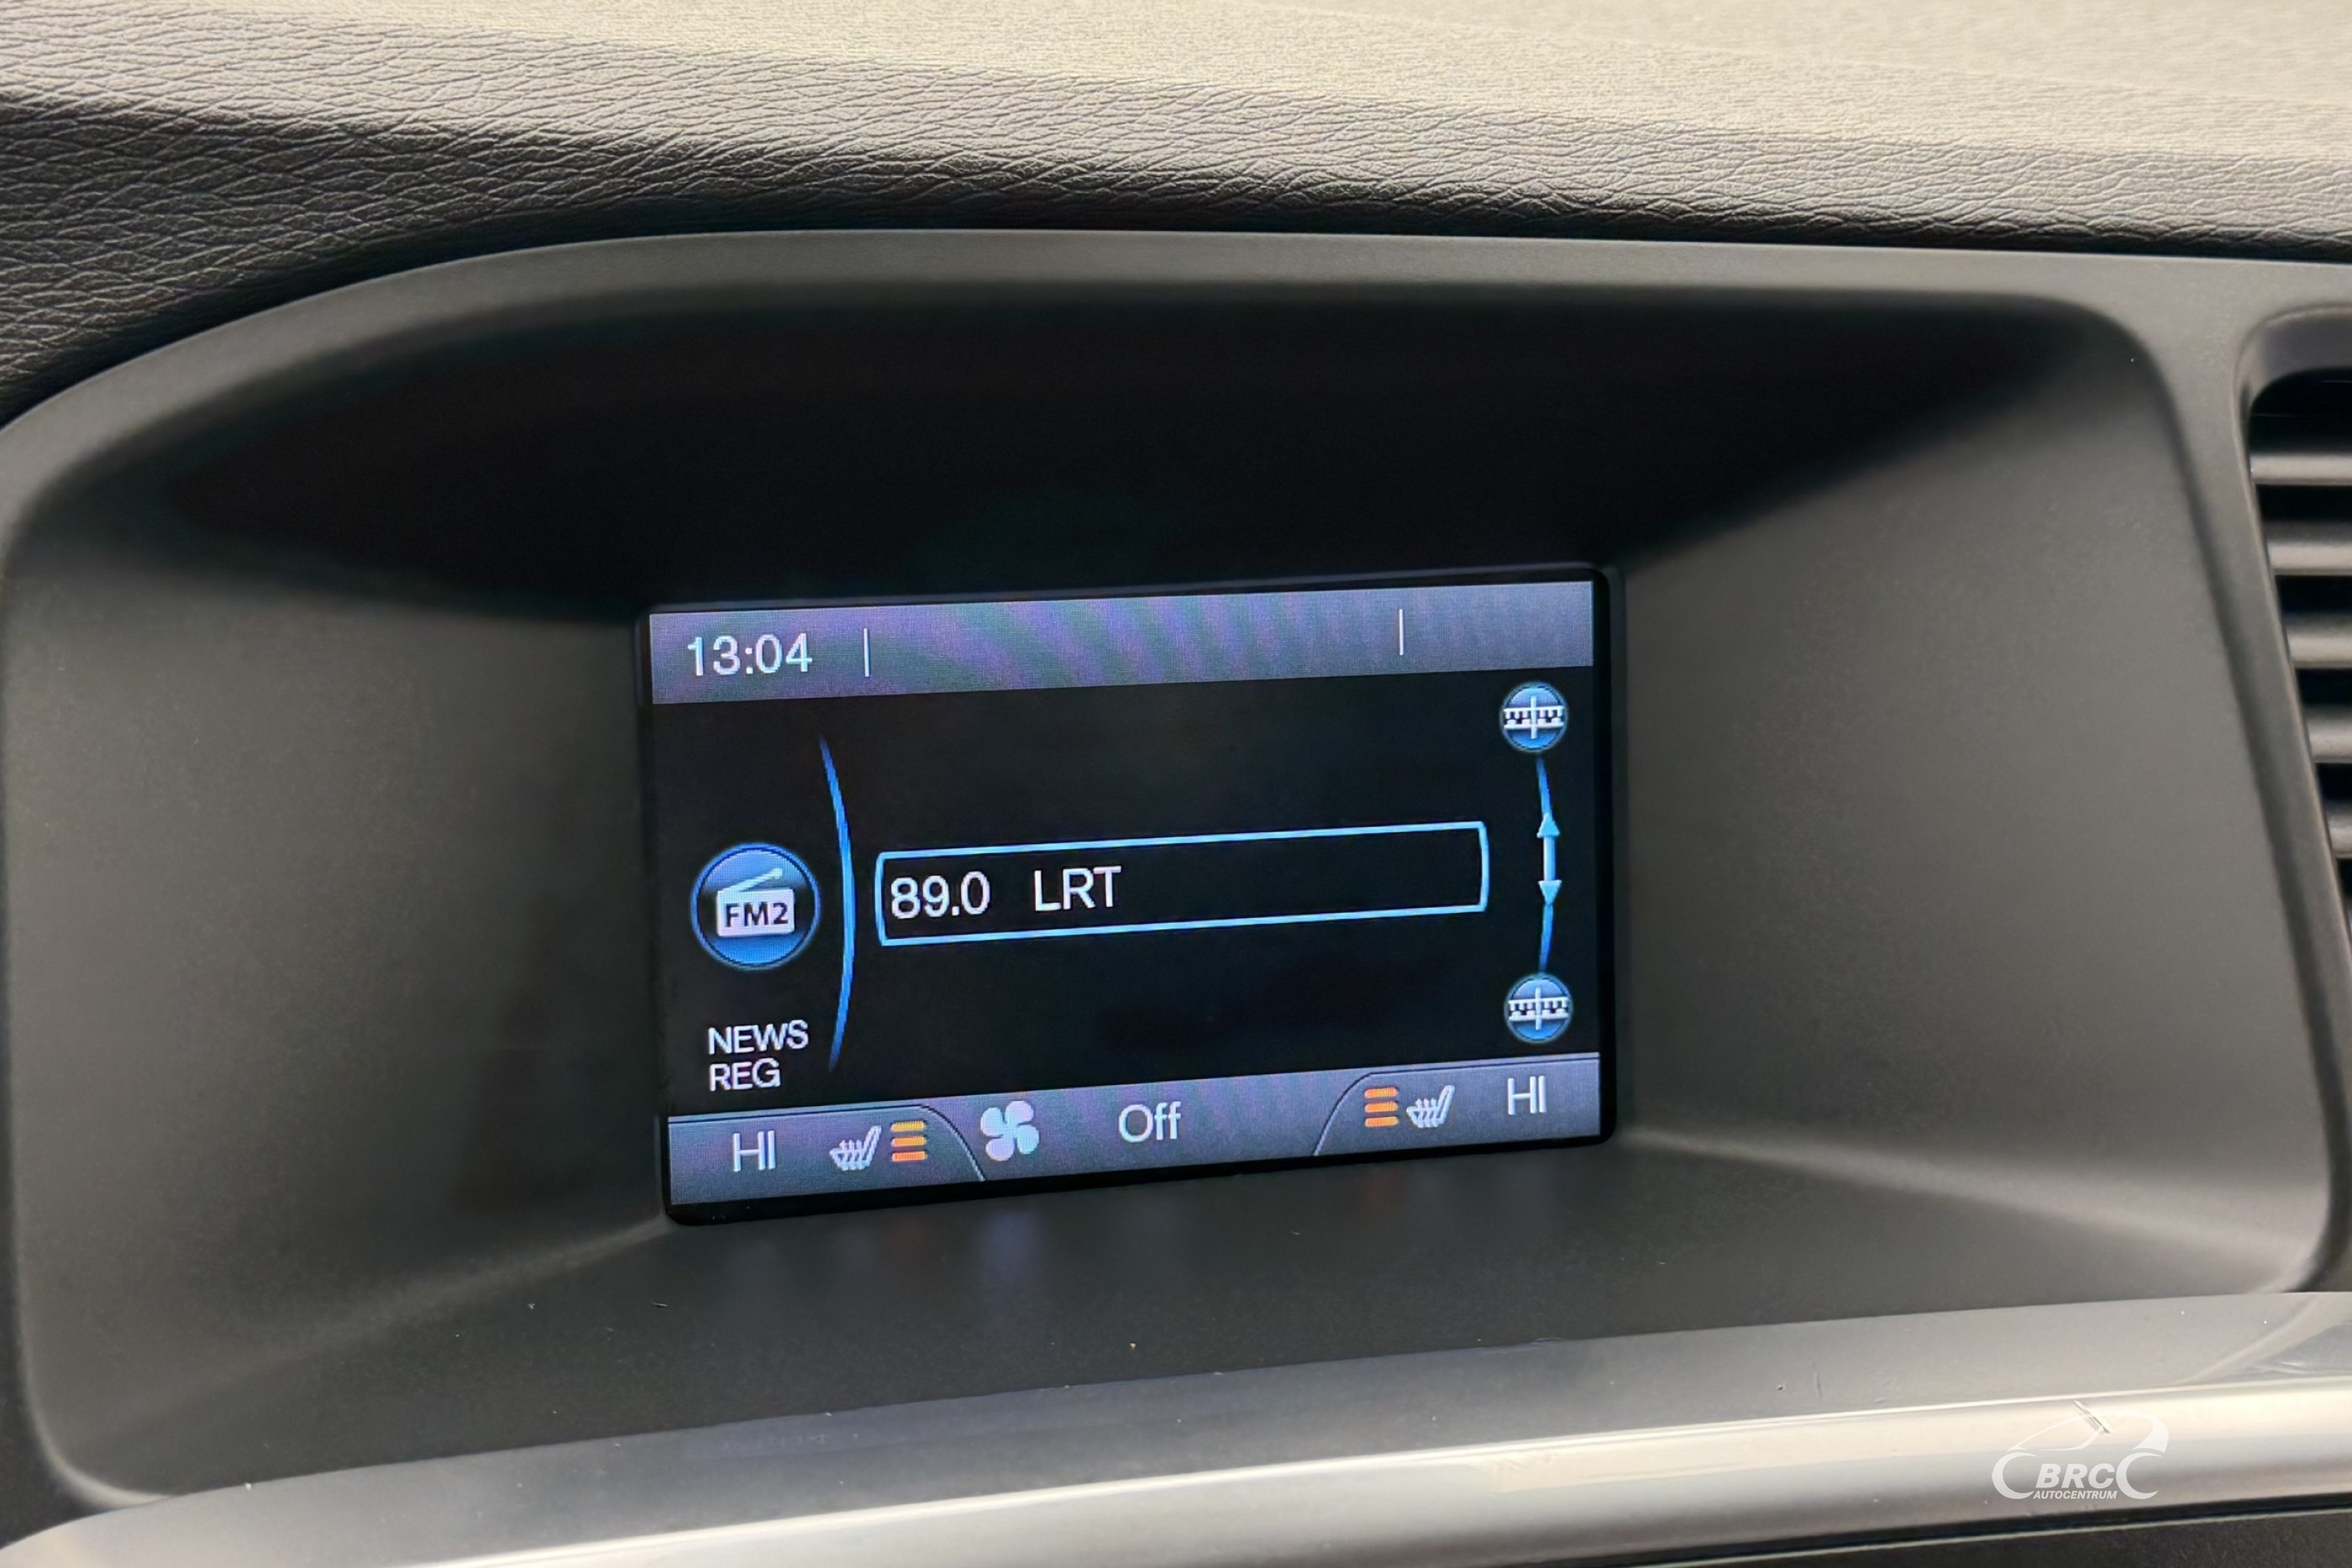 13:04
FM2
89.0 LRT
NEWS
REG
HI Off HI
BRC
AUTOCENTRUM